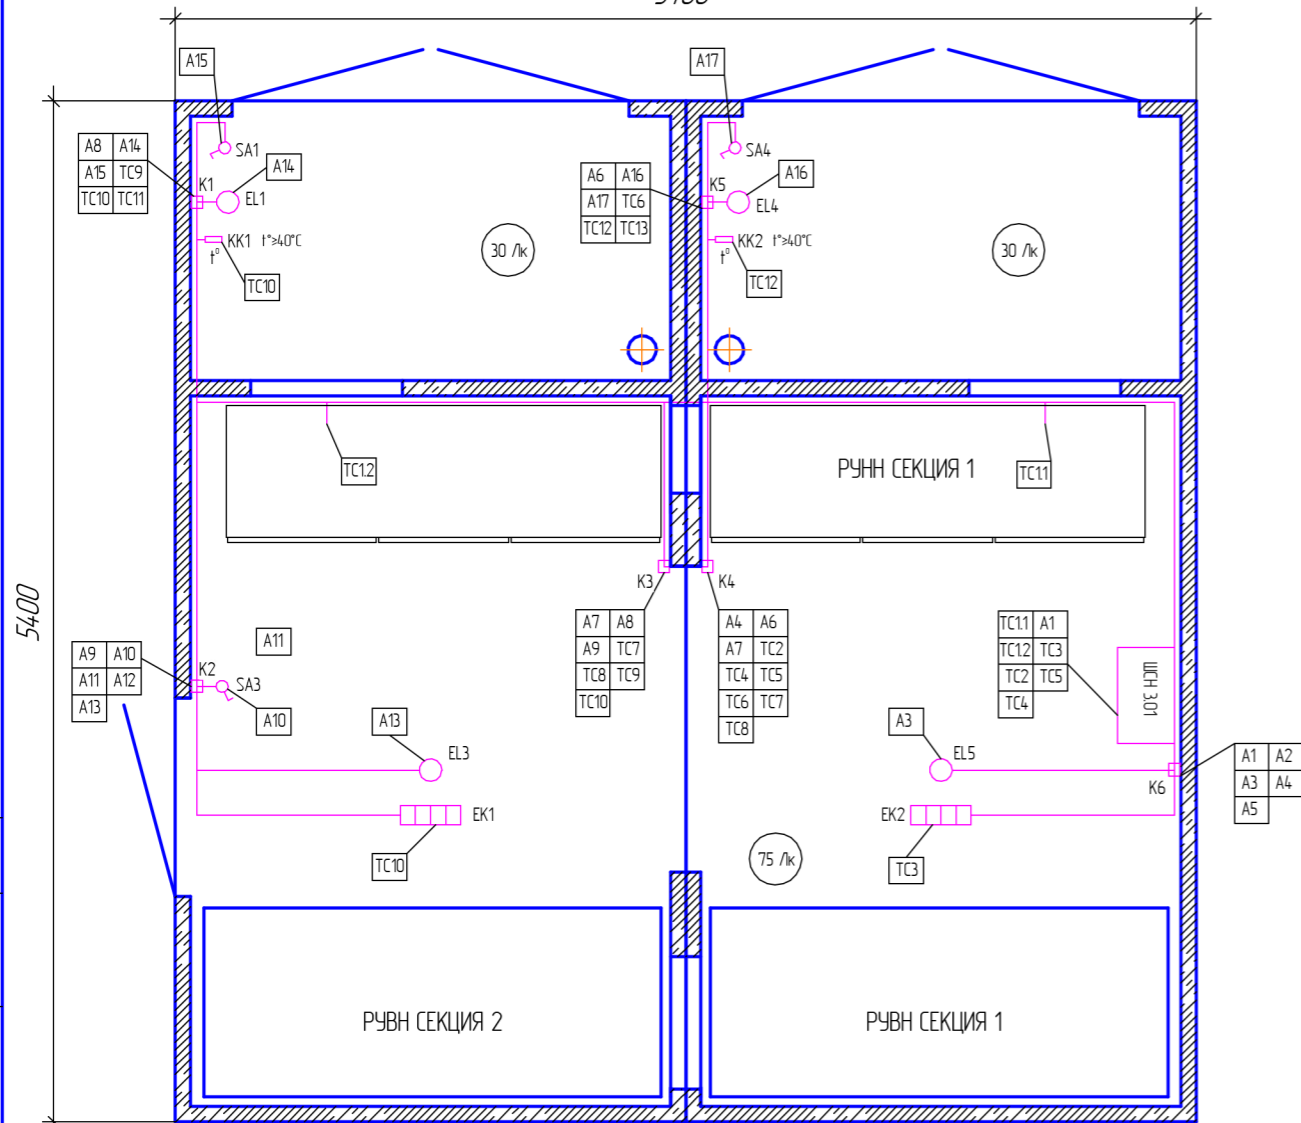 A15
A17
A8 A14
A15 TC9
TC10 TC11
SA1
A14
K1
EL1
KK1 t°≥40°C
t°
TC10
30 Лк
A6 A16
A17 TC6
TC12 TC13
SA4
A16
K5
EL4
KK2 t°≥40°C
t°
TC12
30 Лк
TC1.2
РУНН СЕКЦИЯ 1
TC1.1
5400
K3
K4
A7 A8
A9 TC7
TC8 TC9
TC10
A4 A6
A7 TC2
TC4 TC5
TC6 TC7
TC8
TC1.1 A1
TC1.2 TC3
TC2 TC5
TC4
ШСН 3.01
A9 A10
A11 A12
A13
A11
K2
SA3
A10
A13
EL3
A3
EL5
K6
A1 A2
A3 A4
A5
EK1
EK2
TC10
75 Лк
TC3
РУВН СЕКЦИЯ 2
РУВН СЕКЦИЯ 1